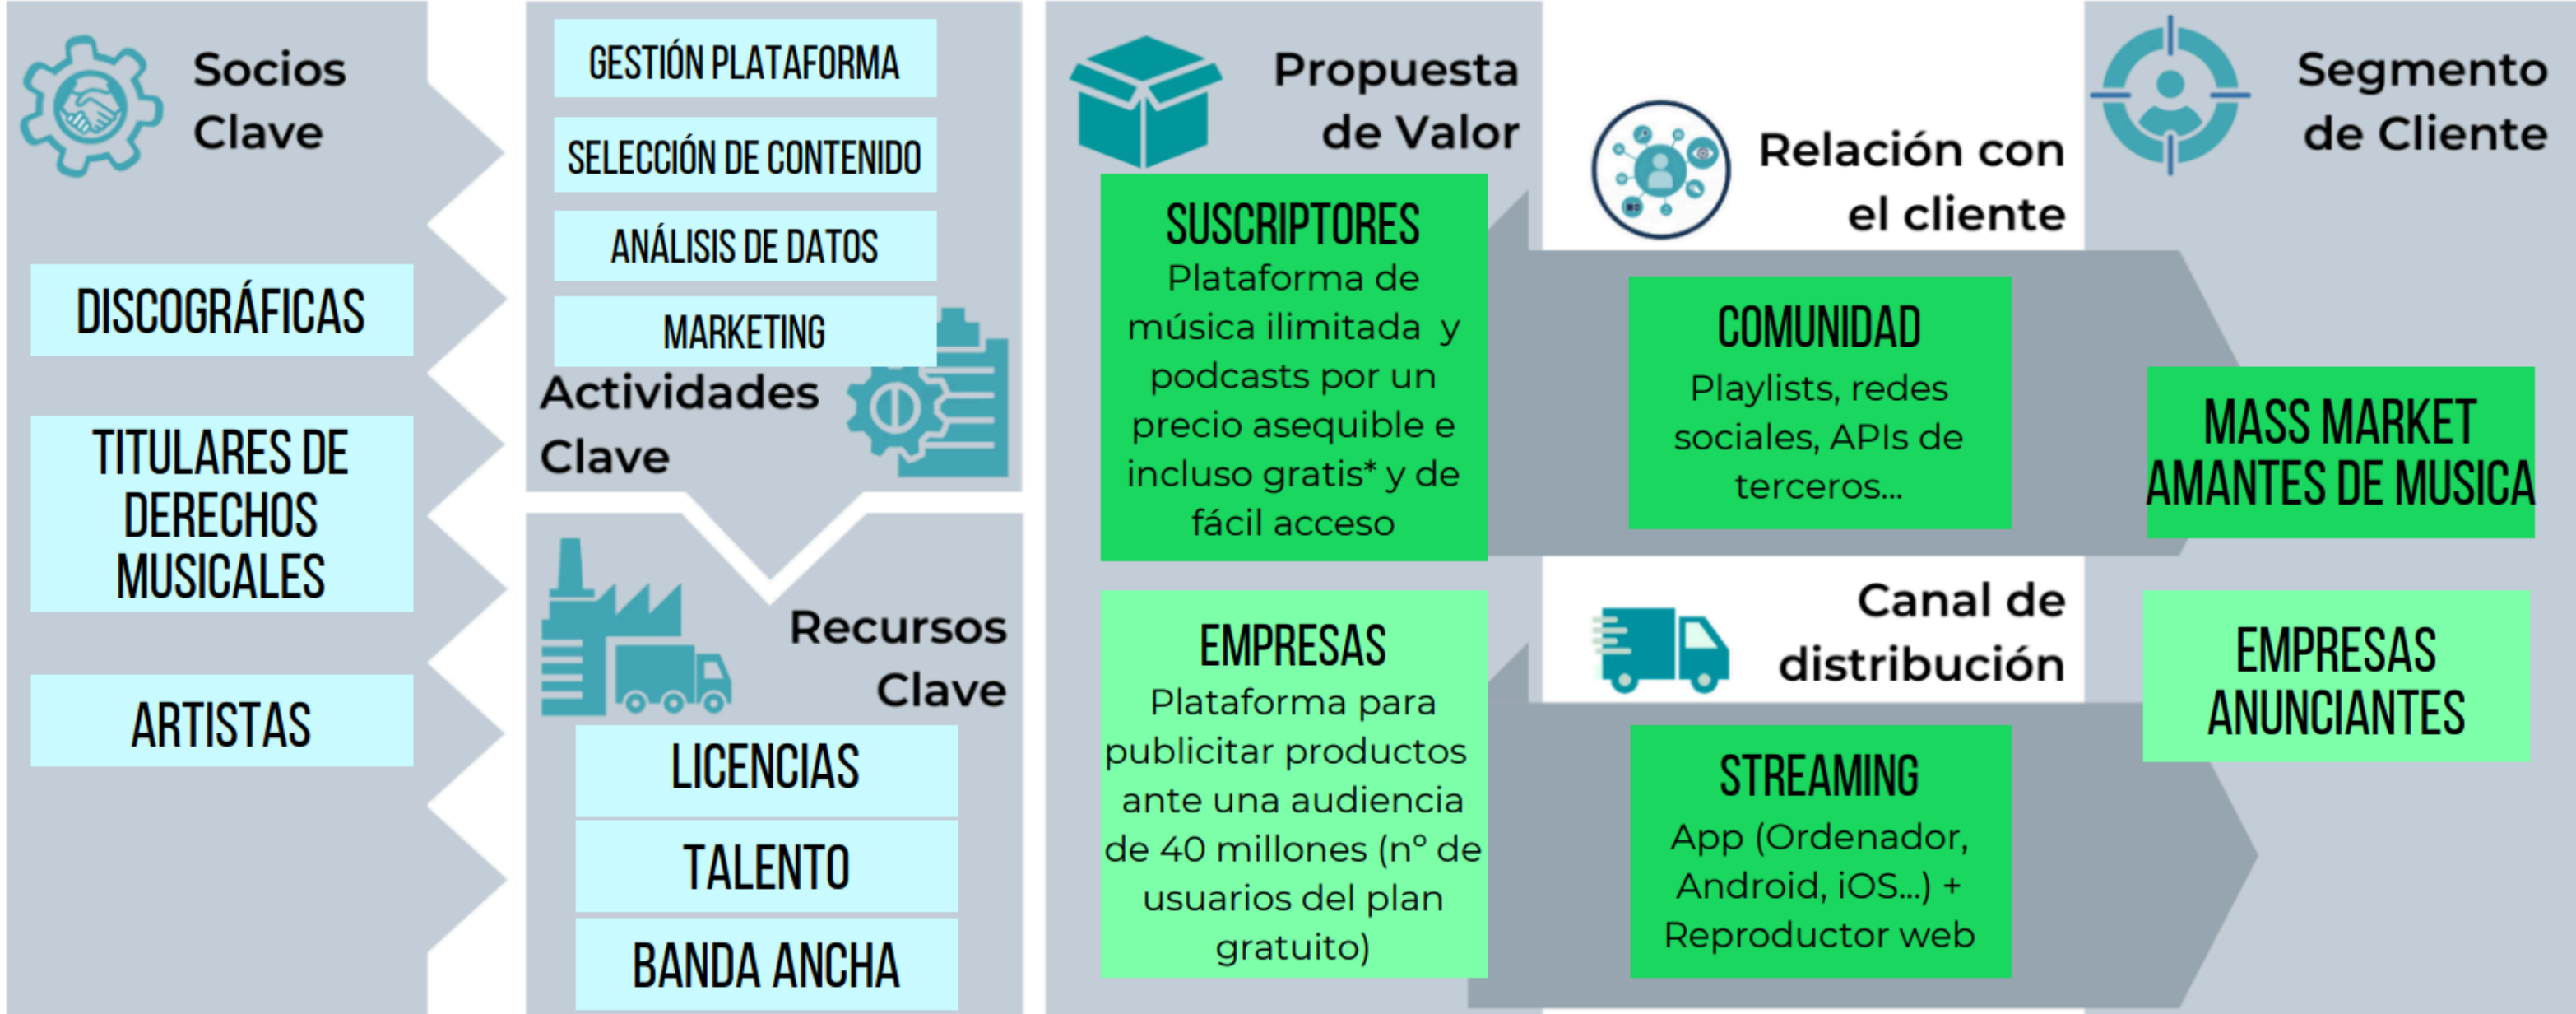 Socios
Clave
DISCOGRÁFICAS
TITULARES DE
DERECHOS
MUSICALES
ARTISTAS
GESTIÓN PLATAFORMA
SELECCIÓN DE CONTENIDO
ANÁLISIS DE DATOS
MARKETING
Actividades
Clave
Recursos
Clave
LICENCIAS
TALENTO
BANDA ANCHA
Propuesta
de Valor
SUSCRIPTORES
Plataforma de
música ilimitada y
podcasts por un
precio asequible e
incluso gratis* y de
fácil acceso
EMPRESAS
Plataforma para
publicitar productos
ante una audiencia
de 40 millones (nº de
usuarios del plan
gratuito)
Relación con
el cliente
COMUNIDAD
Playlists, redes
sociales, APIs de
terceros...
Canal de
distribución
STREAMING
App (Ordenador,
Android, iOS...) +
Reproductor web
Segmento
de Cliente
MASS MARKET
AMANTES DE MUSICA
EMPRESAS
ANUNCIANTES